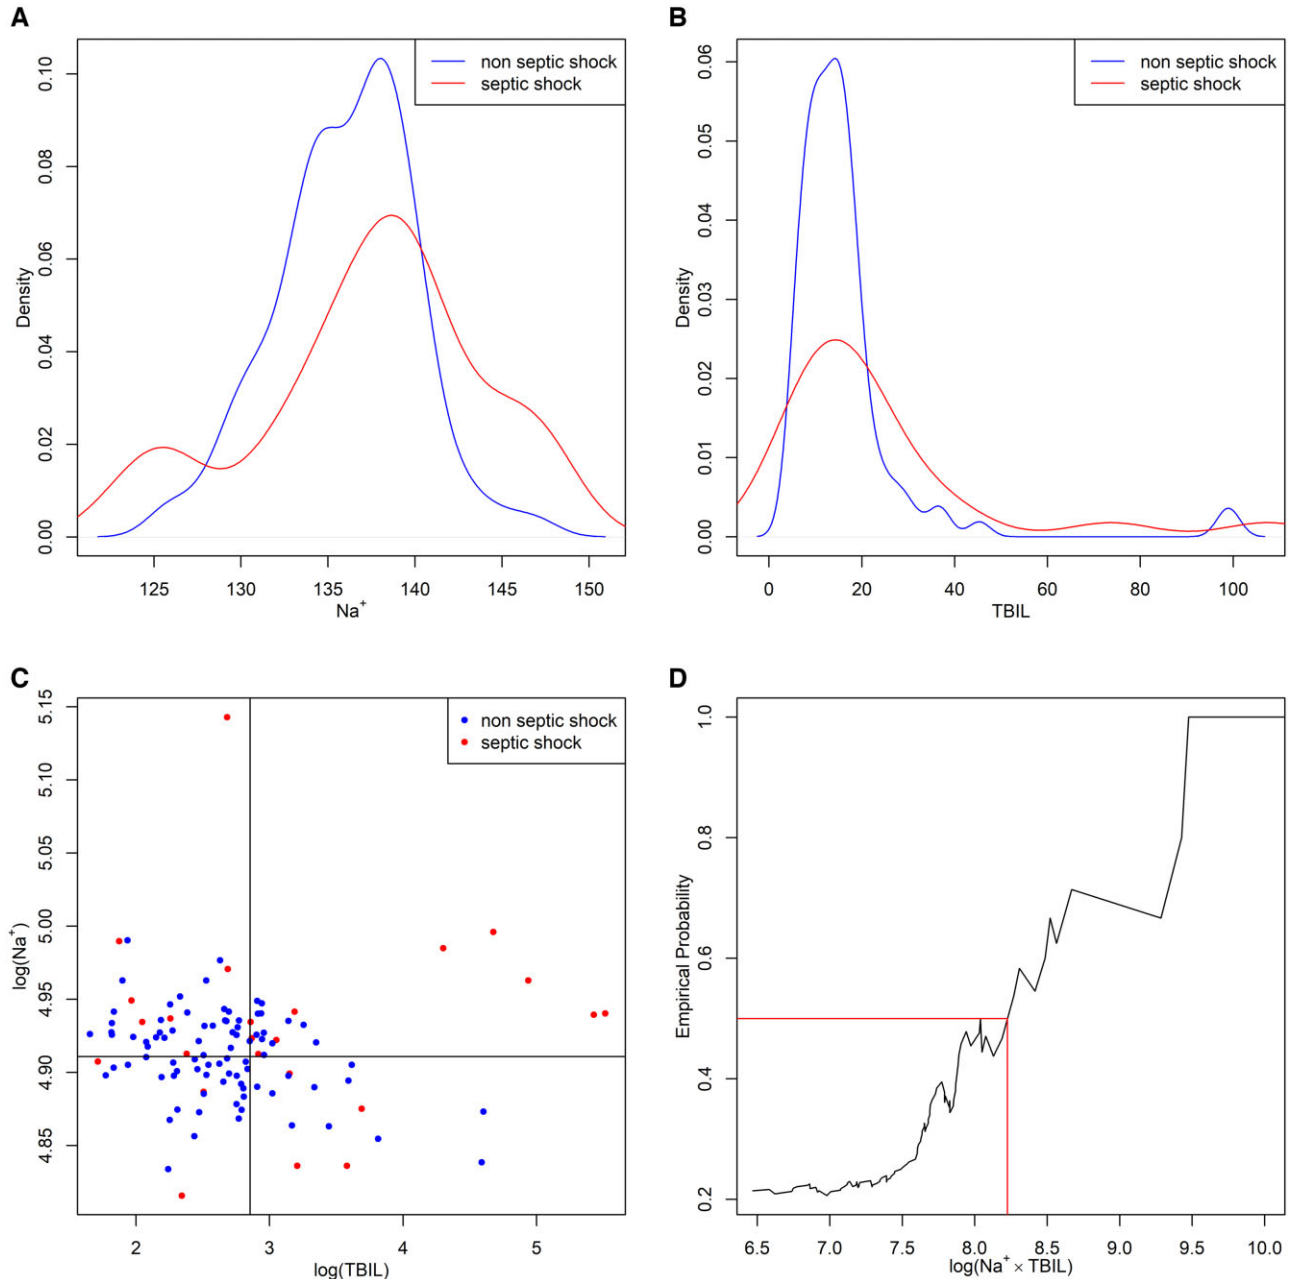 A
non septic shock
septic shock
Density
0.10
0.08
0.06
0.04
0.02
0.00
125 130 135 140 145 150
Na⁺
B
non septic shock
septic shock
Density
0.06
0.05
0.04
0.03
0.02
0.01
0.00
0 20 40 60 80 100
TBIL
C
non septic shock
septic shock
log(Na⁺)
5.15
5.10
5.05
5.00
4.95
4.90
4.85
2 3 4 5
log(TBIL)
D
Empirical Probability
1.0
0.8
0.6
0.4
0.2
6.5 7.0 7.5 8.0 8.5 9.0 9.5 10.0
log(Na⁺ × TBIL)